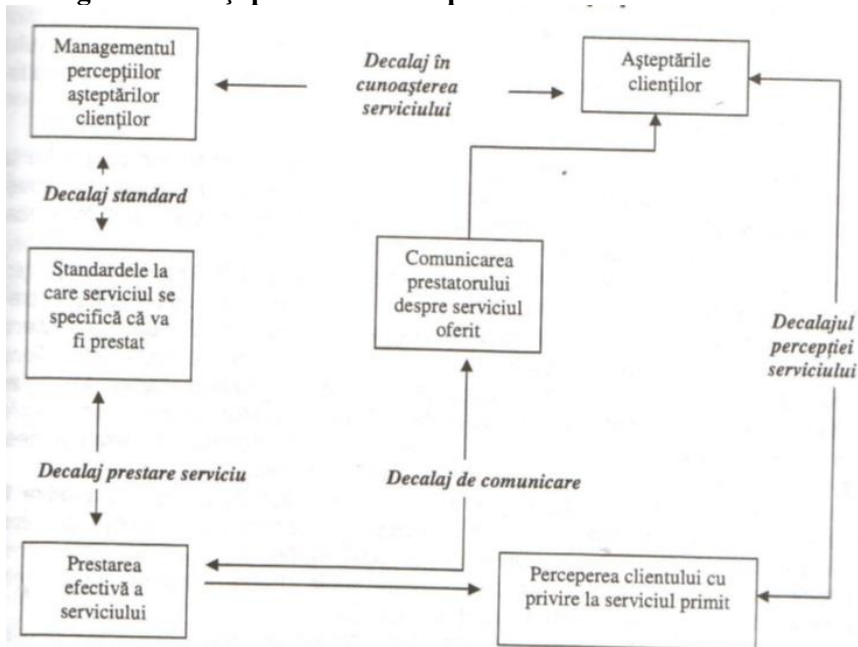 Managementul
percepțiilor
așteptărilor
clienților
Decalaj în
cunoașterea
serviciului
Așteptările
clienților
Decalaj standard
Standardele la
care serviciul se
specifică că va
fi prestat
Comunicarea
prestatorului
despre serviciul
oferit
Decalajul
percepției
serviciului
Decalaj prestare serviciu
Decalaj de comunicare
Prestarea
efectivă a
serviciului
Perceperea clientului cu
privire la serviciul primit